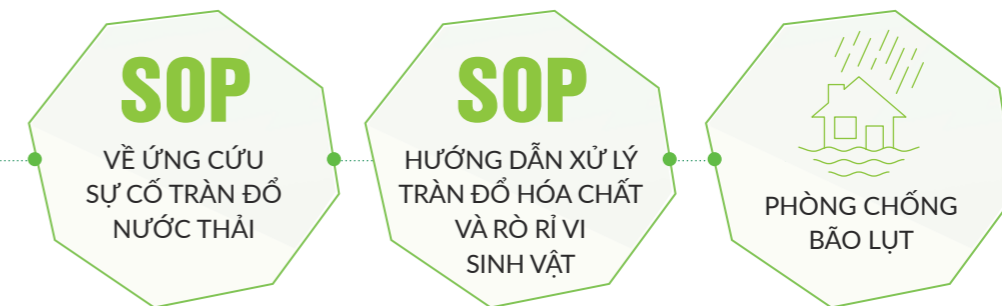 SOP
VỀ ỨNG CỨU
SỰ CỐ TRÀN ĐỔ
NƯỚC THẢI
SOP
HƯỚNG DẪN XỬ LÝ
TRÀN ĐỔ HÓA CHẤT
VÀ RÒ RỈ VI
SINH VẬT
PHÒNG CHỐNG
BÃO LỤT